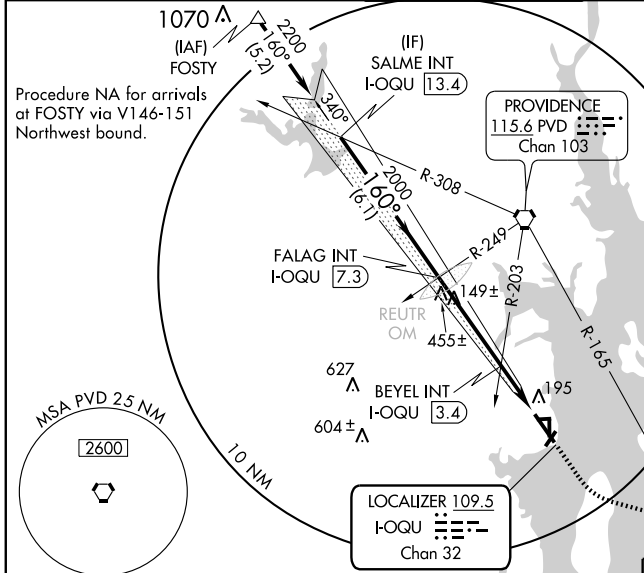 1070
(IAF)
FOSTY
2200
160°
(5.2)
(IF)
SALME INT
I-OQU 13.4
Procedure NA for arrivals
at FOSTY via V146-151
Northwest bound.
340°
PROVIDENCE
115.6 PVD
Chan 103
2000
160°
(6.1)
R-308
R-249
R-203
R-165
FALAG INT
I-OQU 7.3
149±
REUTR
OM
455±
627
BEYEL INT
I-OQU 3.4
195
604±
MSA PVD 25 NM
2600
10 NM
LOCALIZER 109.5
I-OQU
Chan 32